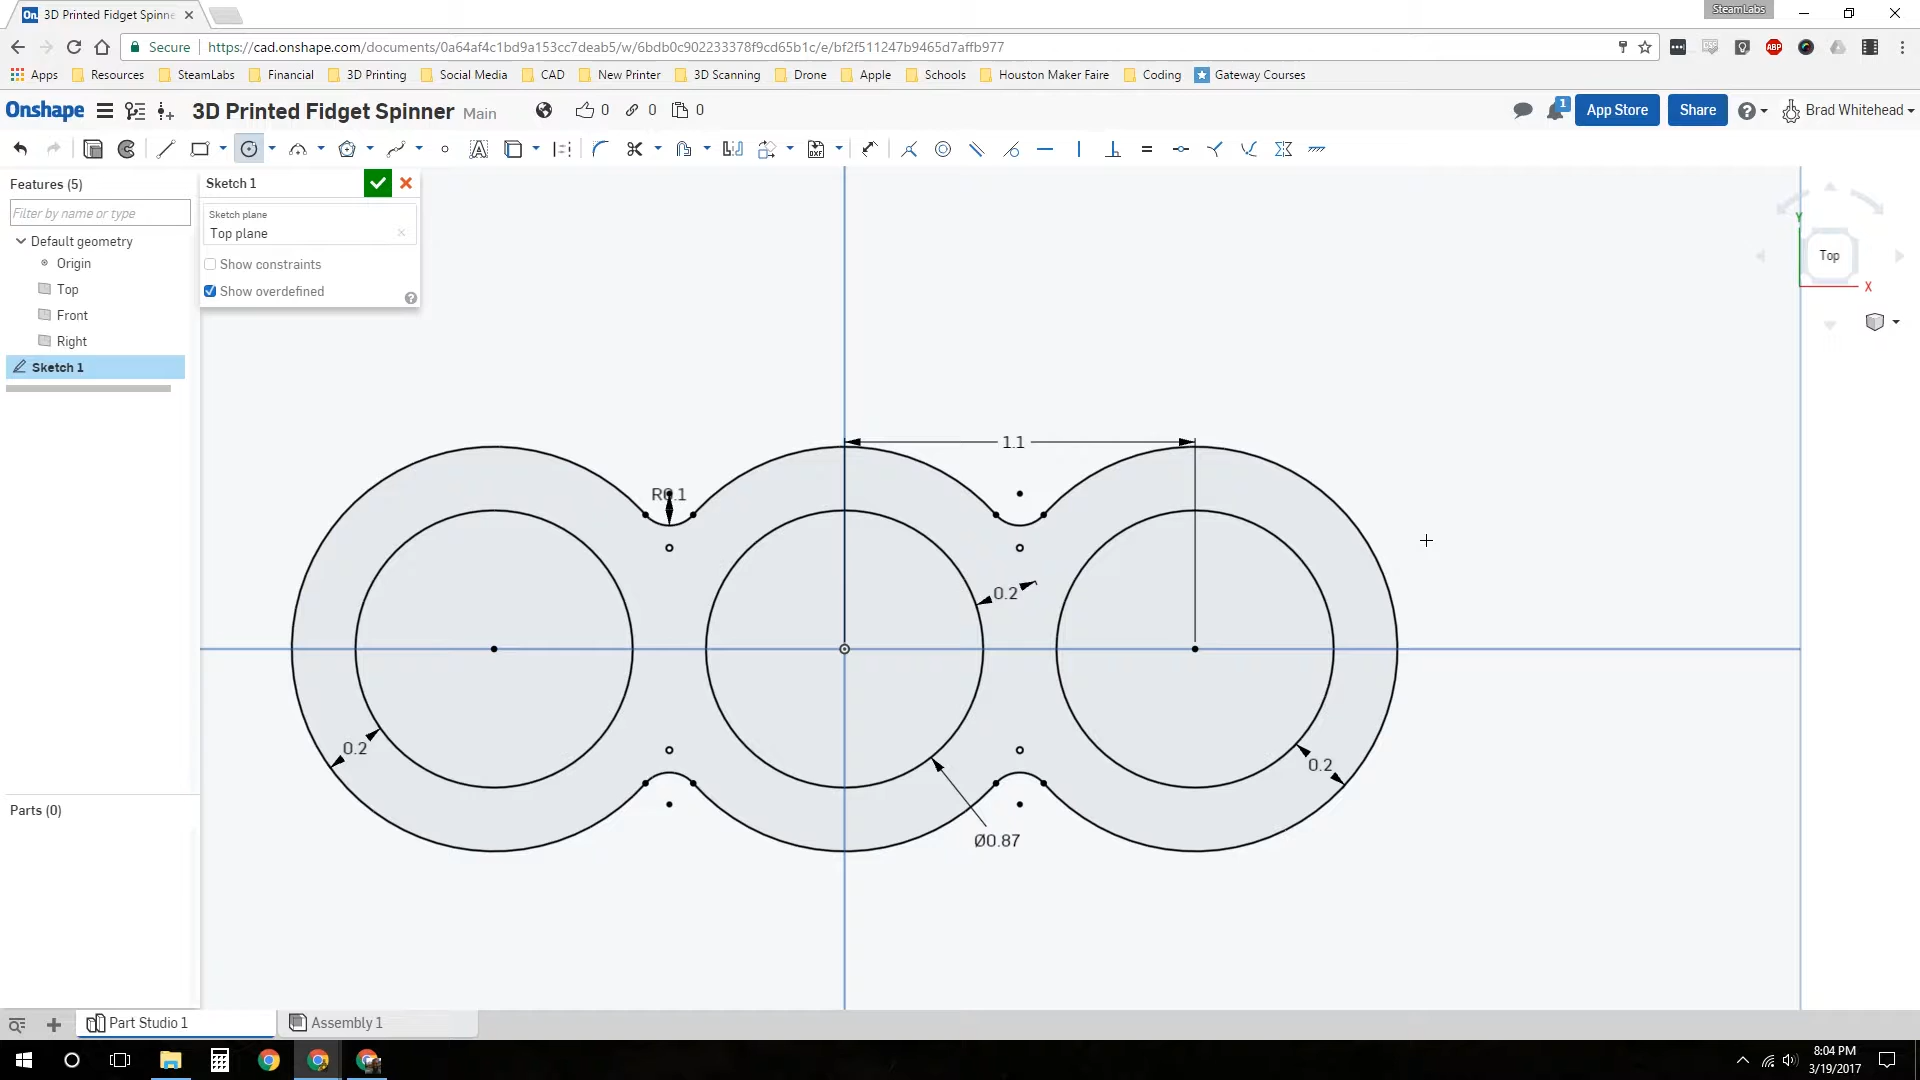 SteamLabs
On 3D Printed Fidget Spinne
Secure https://cad.onshape.com/documents/0a64af4c1bd9a153cc7deab5/w/6bdb0c902233378f9cd65b1c/e/bf2f511247b9465d7affb977
ABP
Apps Resources SteamLabs Financial 3D Printing Social Media CAD New Printer 3D Scanning Drone Apple Schools Houston Maker Faire Coding Gateway Courses
Onshape 3D Printed Fidget Spinner Main 0 0 0 1 App Store Share Brad Whitehead
DXF
Features (5)
Filter by name or type
Default geometry
Origin
Top
Front
Right
Sketch 1
Parts (0)
Sketch 1
Sketch plane
Top plane
Show constraints
Show overdefined
Y
Top
X
1.1
R0.1
0.2
0.2
0.2
Ø0.87
Part Studio 1 Assembly 1
8:04 PM
3/19/2017